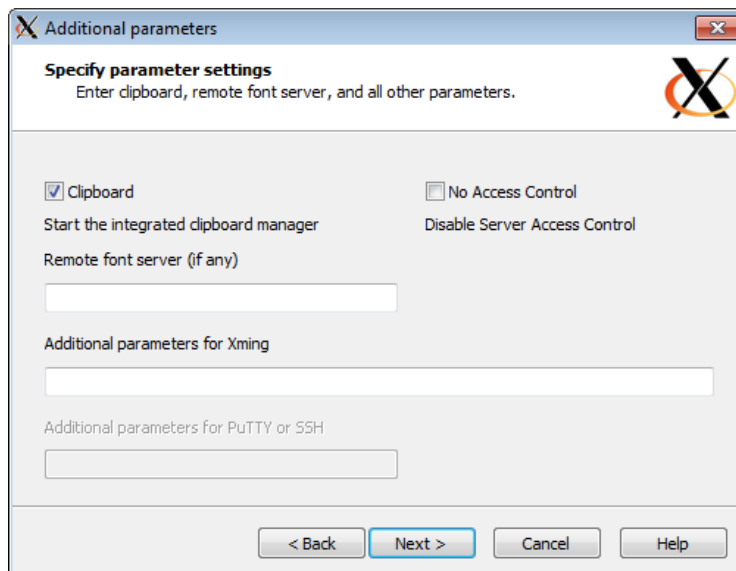 Additional parameters
Specify parameter settings
Enter clipboard, remote font server, and all other parameters.
Clipboard
No Access Control
Start the integrated clipboard manager
Disable Server Access Control
Remote font server (if any)
Additional parameters for Xming
Additional parameters for PuTTY or SSH
< Back
Next >
Cancel
Help